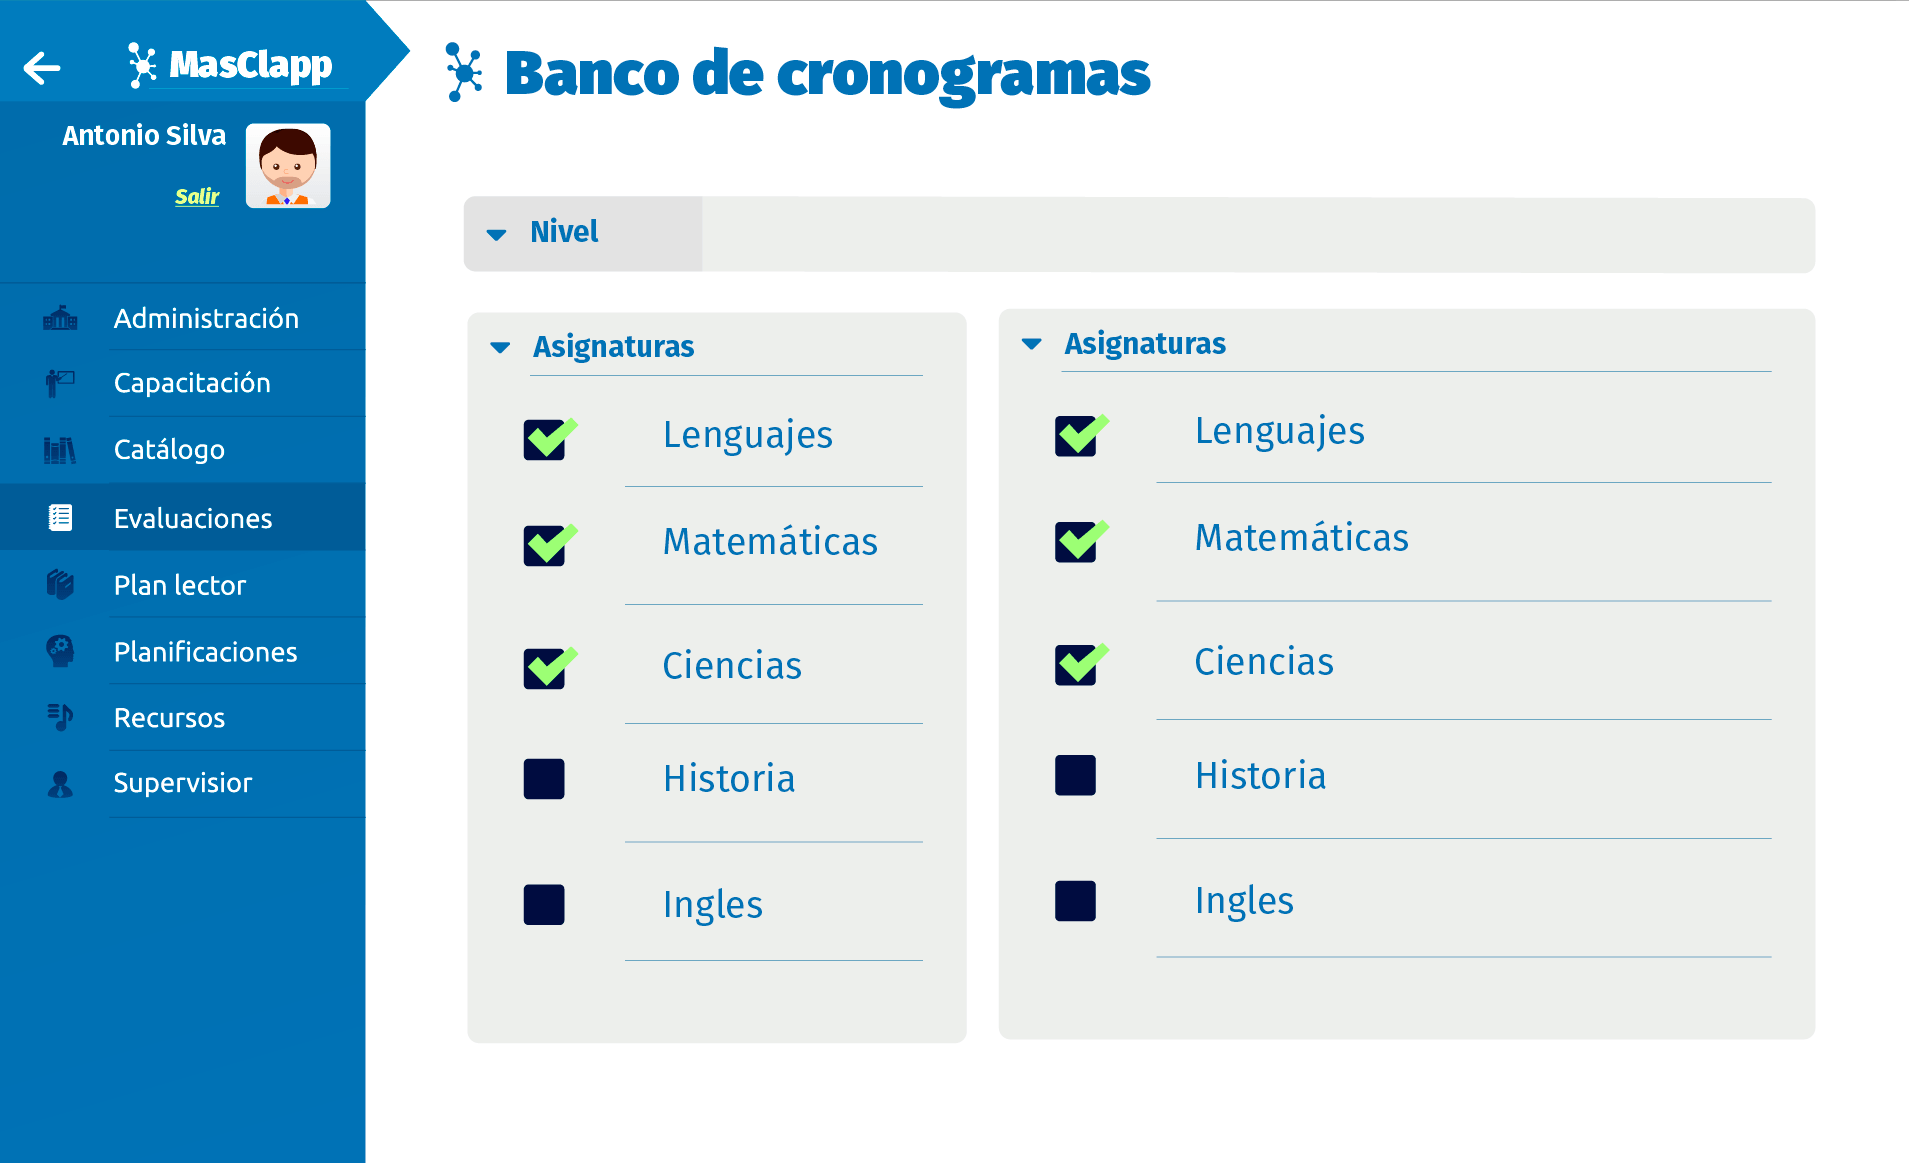 MasClapp
Antonio Silva
Salir
Administración
Capacitación
Catálogo
Evaluaciones
Plan lector
Planificaciones
Recursos
Supervisior
Banco de cronogramas
Nivel
Asignaturas
Lenguajes
Matemáticas
Ciencias
Historia
Ingles
Asignaturas
Lenguajes
Matemáticas
Ciencias
Historia
Ingles